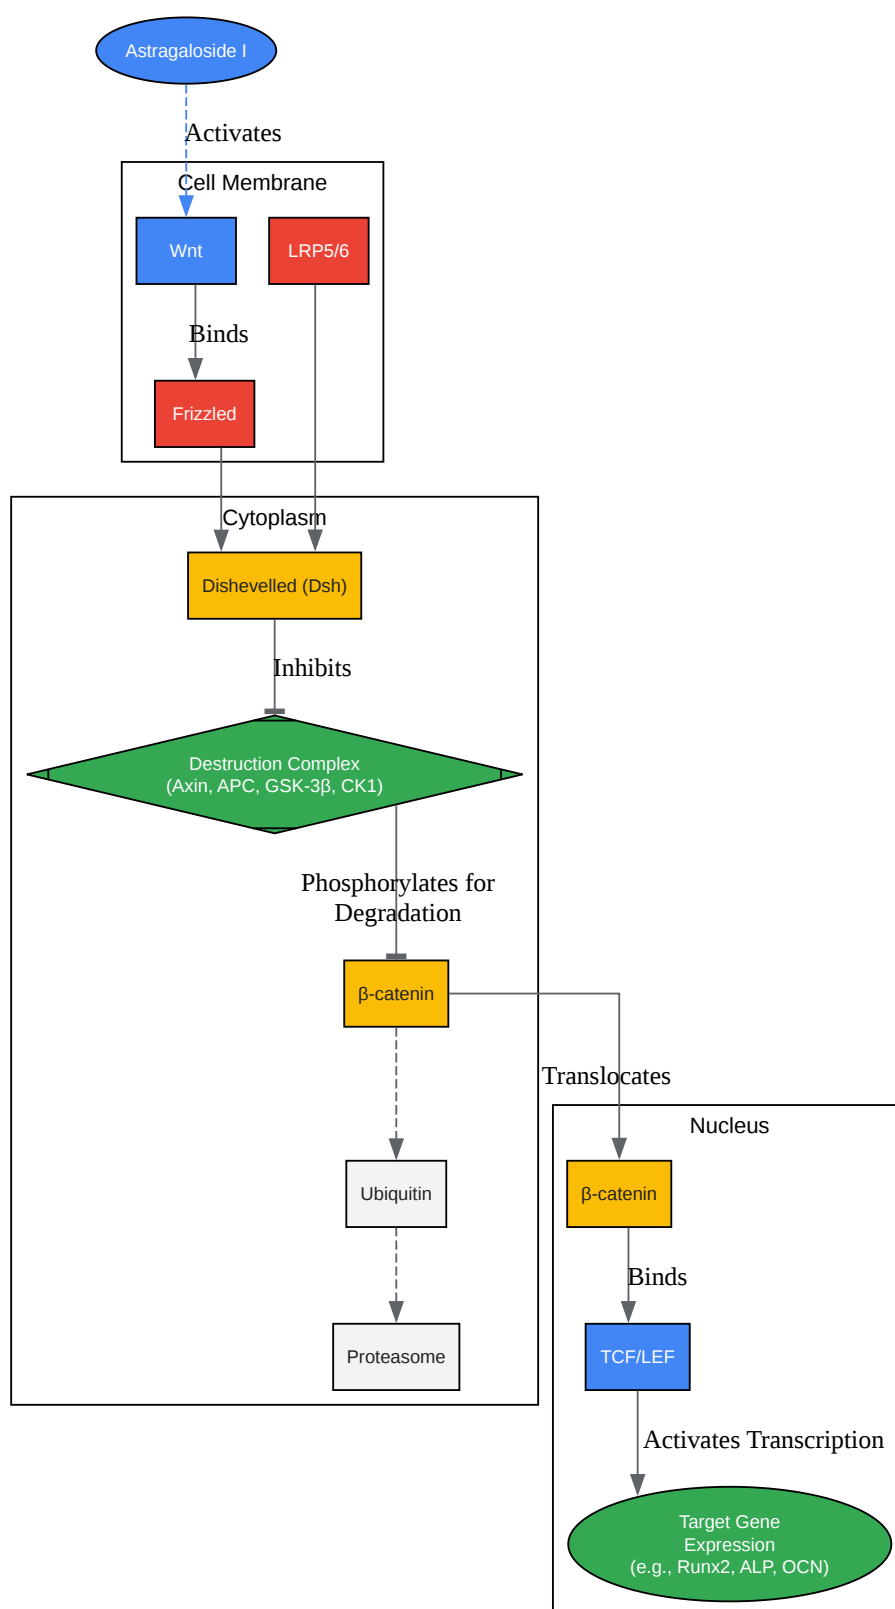 Astragaloside I
Activates
Cell Membrane
Wnt
LRP5/6
Binds
Frizzled
Cytoplasm
Dishevelled (Dsh)
Inhibits
Destruction Complex
(Axin, APC, GSK-3β, CK1)
Phosphorylates for
Degradation
β-catenin
Translocates
Nucleus
Ubiquitin
β-catenin
Binds
Proteasome
TCF/LEF
Activates Transcription
Target Gene
Expression
(e.g., Runx2, ALP, OCN)